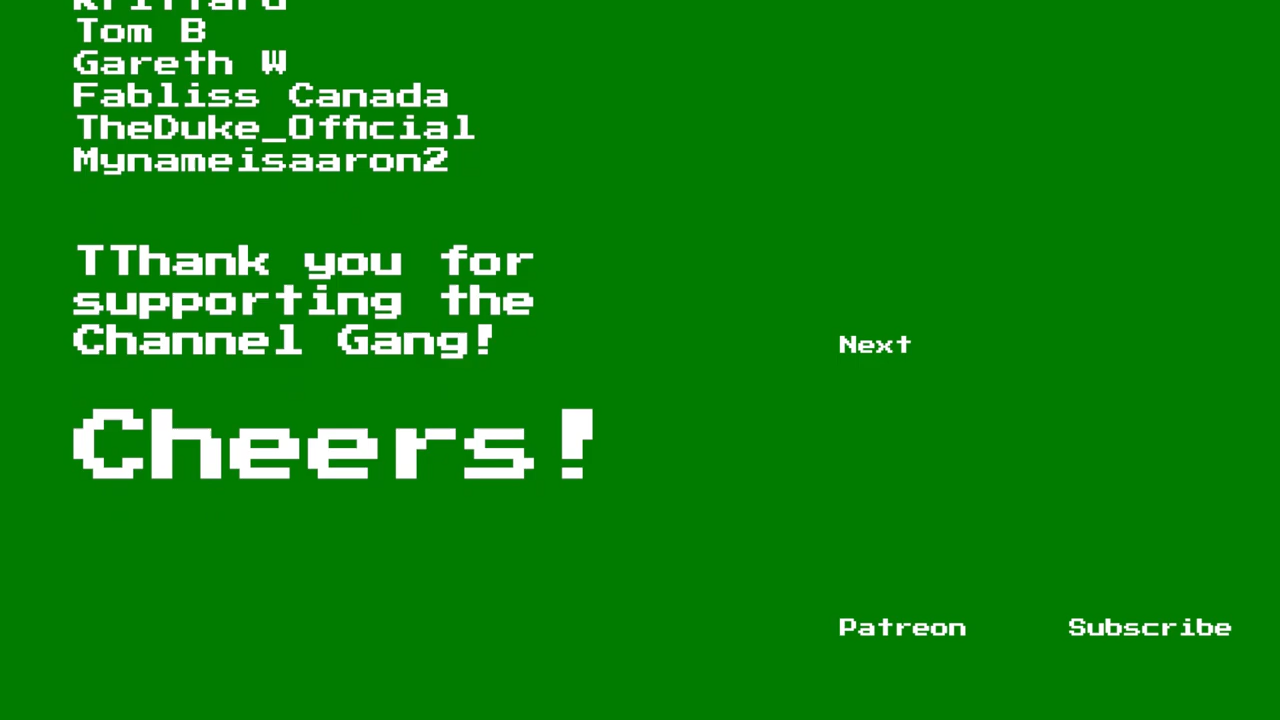 Tom B
Gareth W
Fabliss Canada
TheDuke_Official
Mynameisaaron2
TThank you for
supporting the
Channel Gang!
Next
Cheers!
Patreon
Subscribe